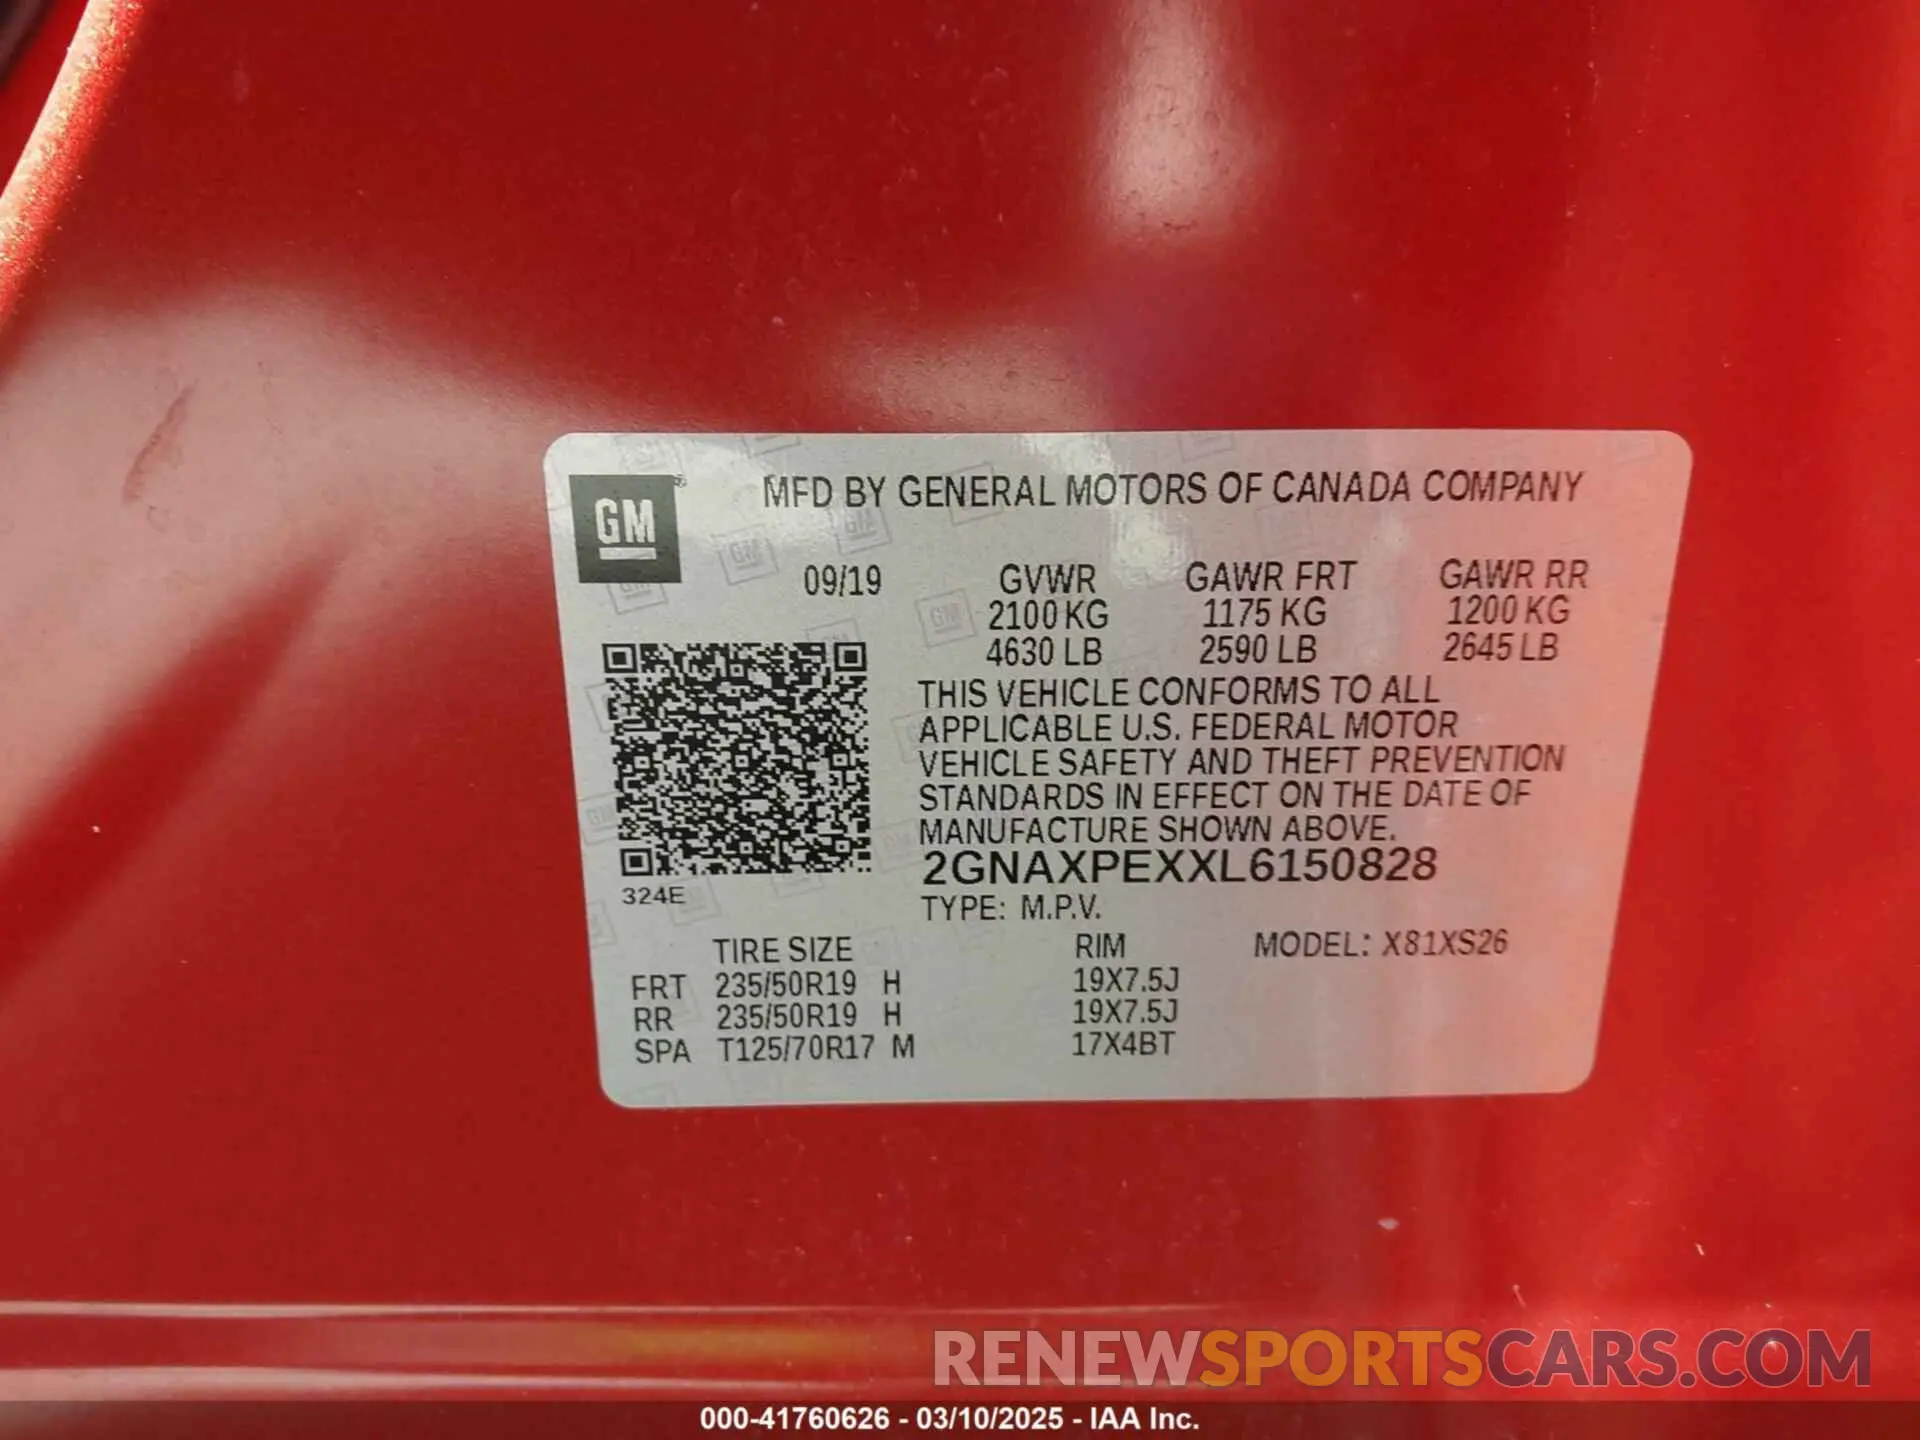 GM ®
MFD BY GENERAL MOTORS OF CANADA COMPANY
09/19 GVWR GAWR FRT GAWR RR
2100 KG 1175 KG 1200 KG
4630 LB 2590 LB 2645 LB
THIS VEHICLE CONFORMS TO ALL
APPLICABLE U.S. FEDERAL MOTOR
VEHICLE SAFETY AND THEFT PREVENTION
STANDARDS IN EFFECT ON THE DATE OF
MANUFACTURE SHOWN ABOVE.
2GNAXPEXXL6150828
324E
TYPE: M.P.V.
TIRE SIZE RIM MODEL: X81XS26
FRT 235/50R19 H 19X7.5J
RR 235/50R19 H 19X7.5J
SPA T125/70R17 M 17X4BT
RENEWSPORTSCARS.COM
000-41760626 - 03/10/2025 - IAA Inc.